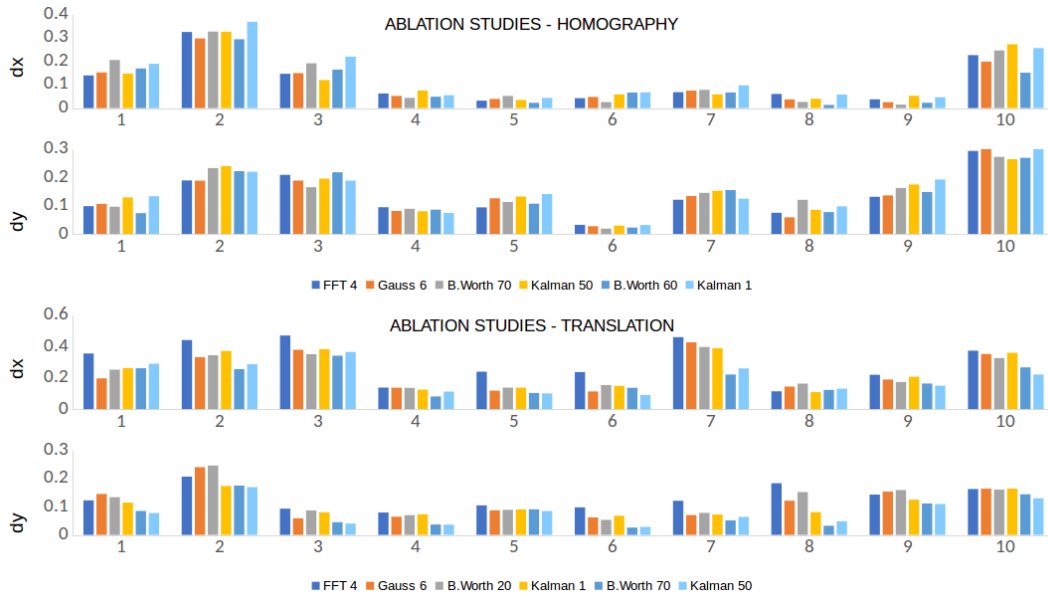 ABLATION STUDIES - HOMOGRAPHY
dx
0.4
0.3
0.2
0.1
0
1 2 3 4 5 6 7 8 9 10
dy
0.3
0.2
0.1
0
1 2 3 4 5 6 7 8 9 10
FFT 4 Gauss 6 B.Worth 70 Kalman 50 B.Worth 60 Kalman 1
ABLATION STUDIES - TRANSLATION
dx
0.6
0.4
0.2
0
1 2 3 4 5 6 7 8 9 10
dy
0.3
0.2
0.1
0
1 2 3 4 5 6 7 8 9 10
FFT 4 Gauss 6 B.Worth 20 Kalman 1 B.Worth 70 Kalman 50